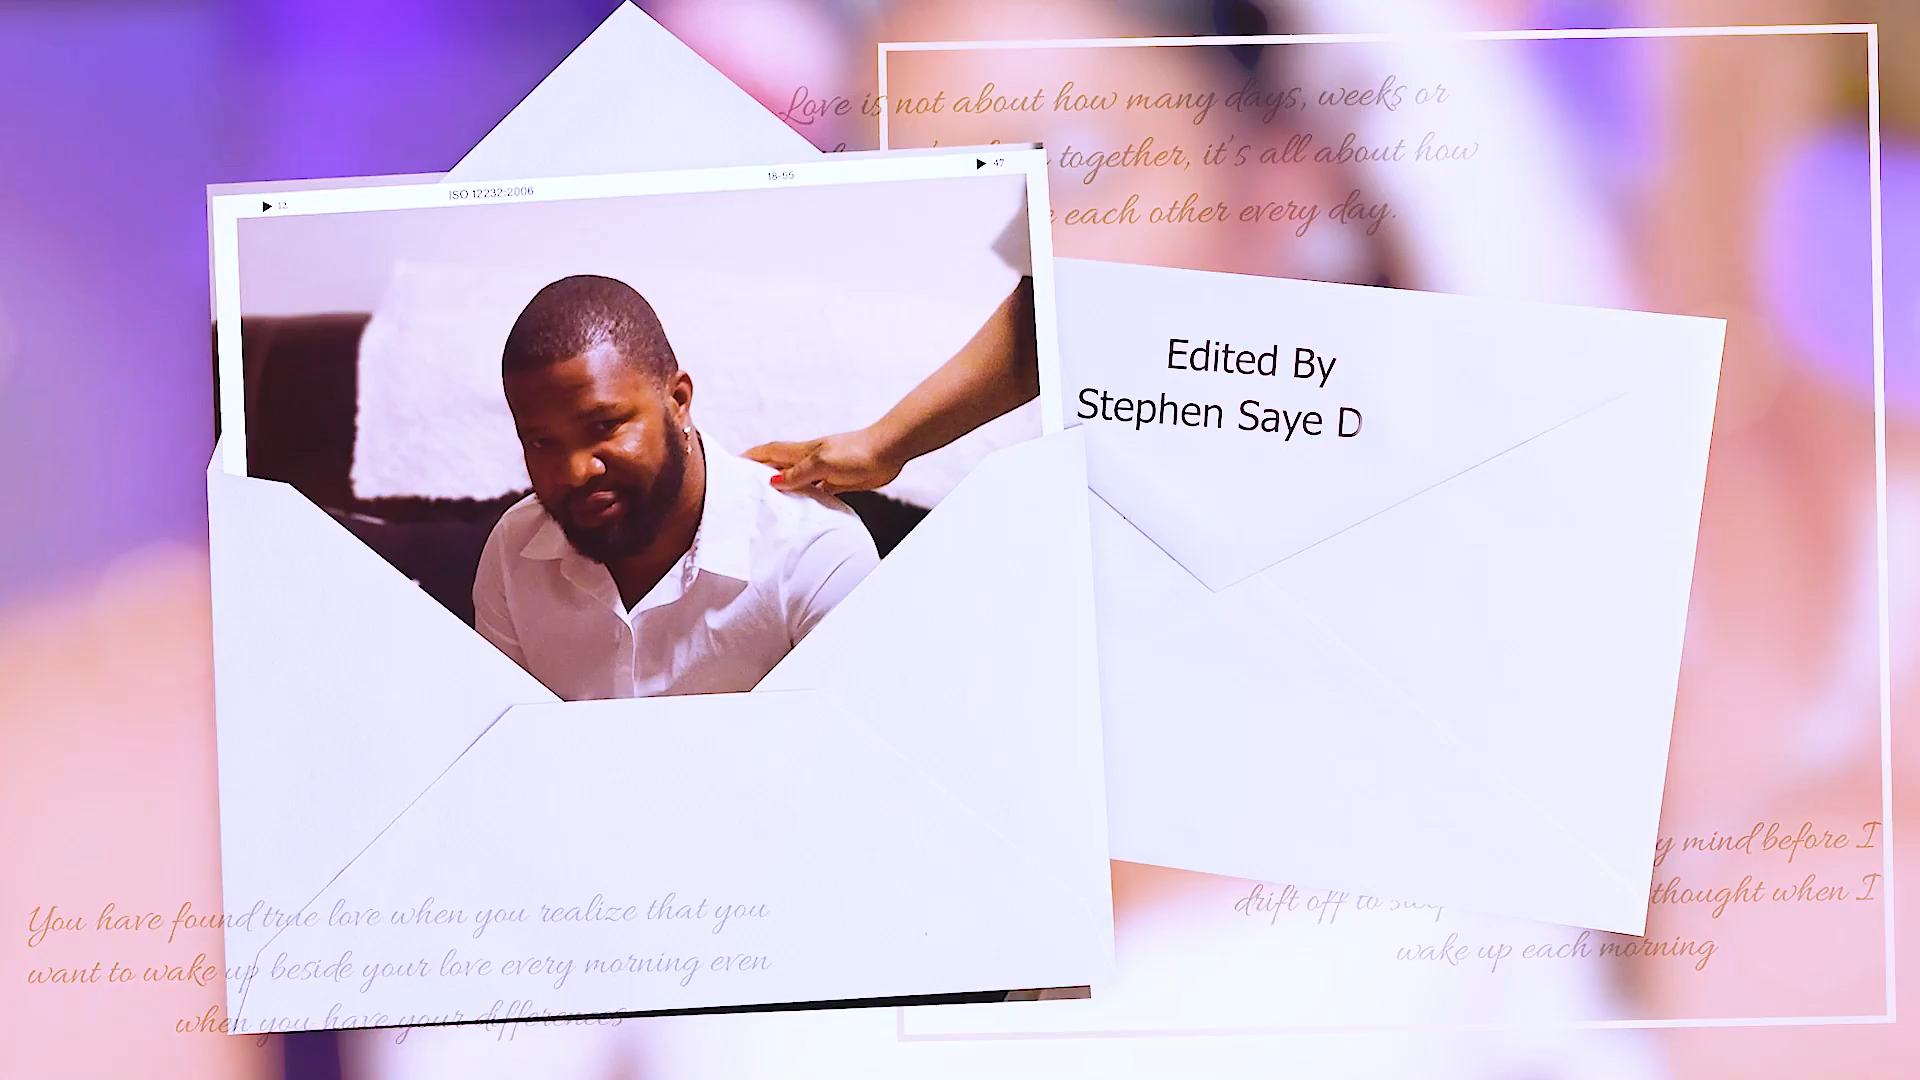 Love is not about how many days, weeks or
together, it's all about how
each other every day.
12
ISO 12232:2006
18-55
47
Edited By
Stephen Saye D
y mind before I
drift off to thought when I
wake up each morning
You have found true love when you realize that you
want to wake up beside your love every morning even
when you have your differences